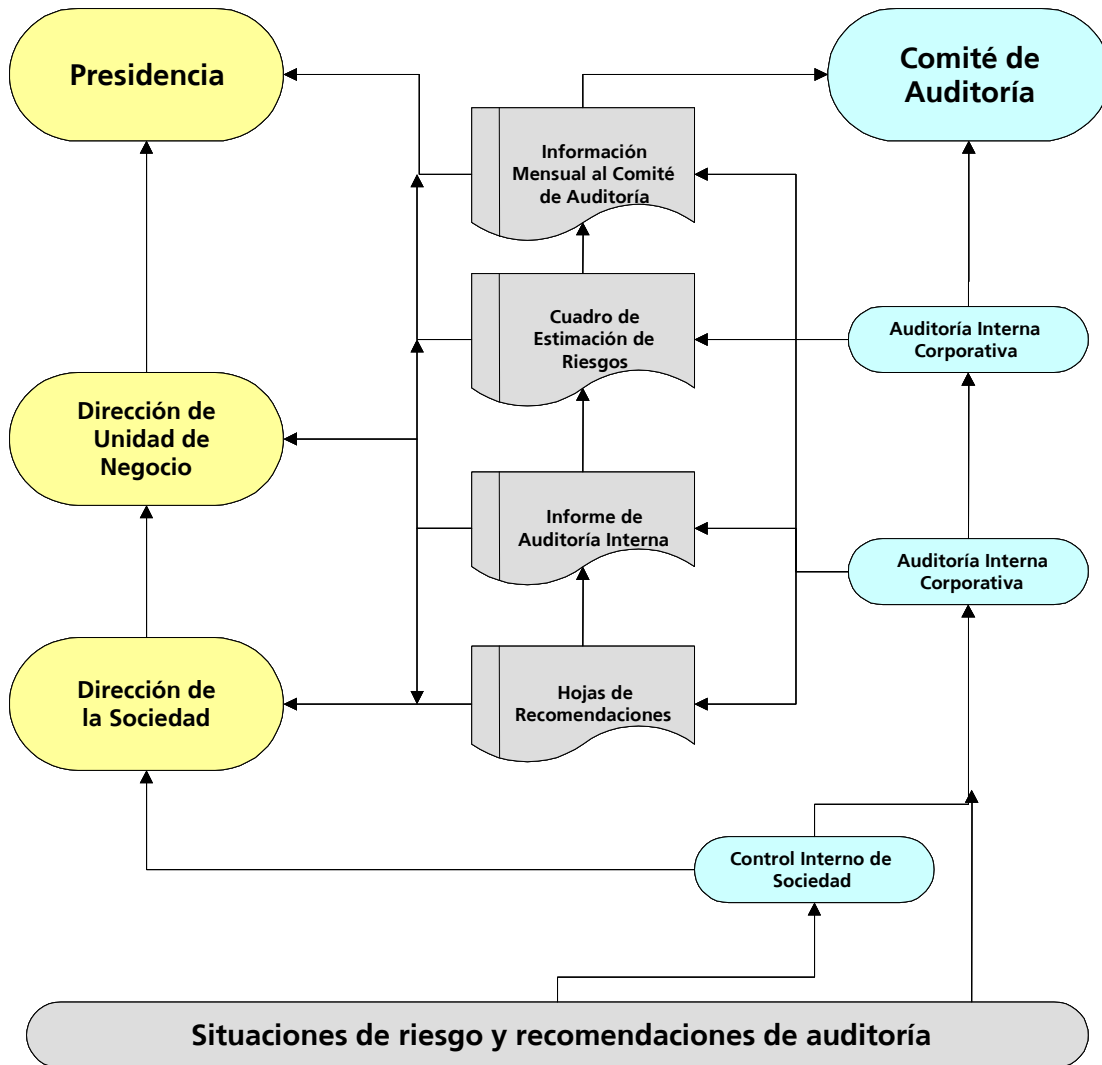 Presidencia
Comité de
Auditoría
Información
Mensual al Comité
de Auditoría
Cuadro de
Estimación de
Riesgos
Auditoría Interna
Corporativa
Dirección de
Unidad de
Negocio
Informe de
Auditoría Interna
Auditoría Interna
Corporativa
Dirección de
la Sociedad
Hojas de
Recomendaciones
Control Interno de
Sociedad
Situaciones de riesgo y recomendaciones de auditoría